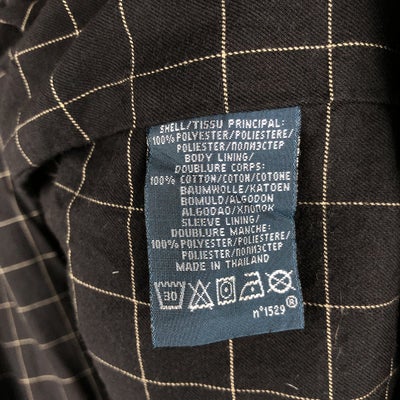 SHELL/TISSU PRINCIPAL:
100% POLYESTER/POLIESTERE/
POLIESTER/ПОЛИЭСТЕР
BODY LINING/
DOUBLURE CORPS:
100% COTTON/COTON/COTONE
BAUMWOLLE/KATOEN
BOMULD/ALGODON
ALGODAO/ХЛОПОК
SLEEVE LINING/
DOUBLURE MANCHE:
100% POLYESTER/POLIESTERE/
POLIESTER/ПОЛИЭСТЕР
MADE IN THAILAND
30
n°1529®